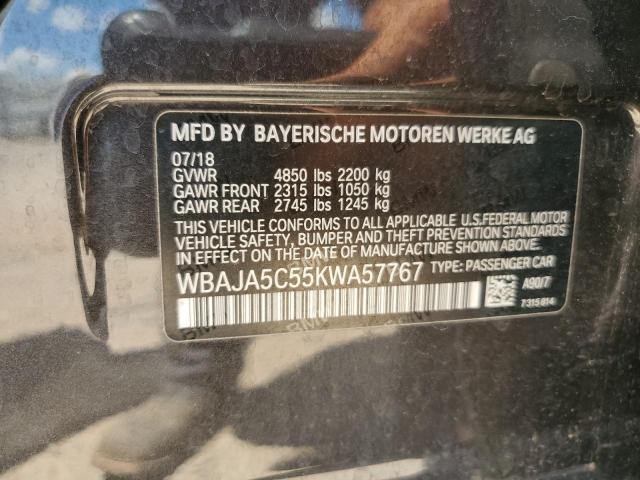 MFD BY BAYERISCHE MOTOREN WERKE AG
07/18
GVWR 4850 lbs 2200 kg
GAWR FRONT 2315 lbs 1050 kg
GAWR REAR 2745 lbs 1245 kg
THIS VEHICLE CONFORMS TO ALL APPLICABLE U.S.FEDERAL MOTOR
VEHICLE SAFETY, BUMPER AND THEFT PREVENTION STANDARDS
IN EFFECT ON THE DATE OF MANUFACTURE SHOWN ABOVE.
WBAJA5C55KWA57767 TYPE: PASSENGER CAR
A90/7
7315814